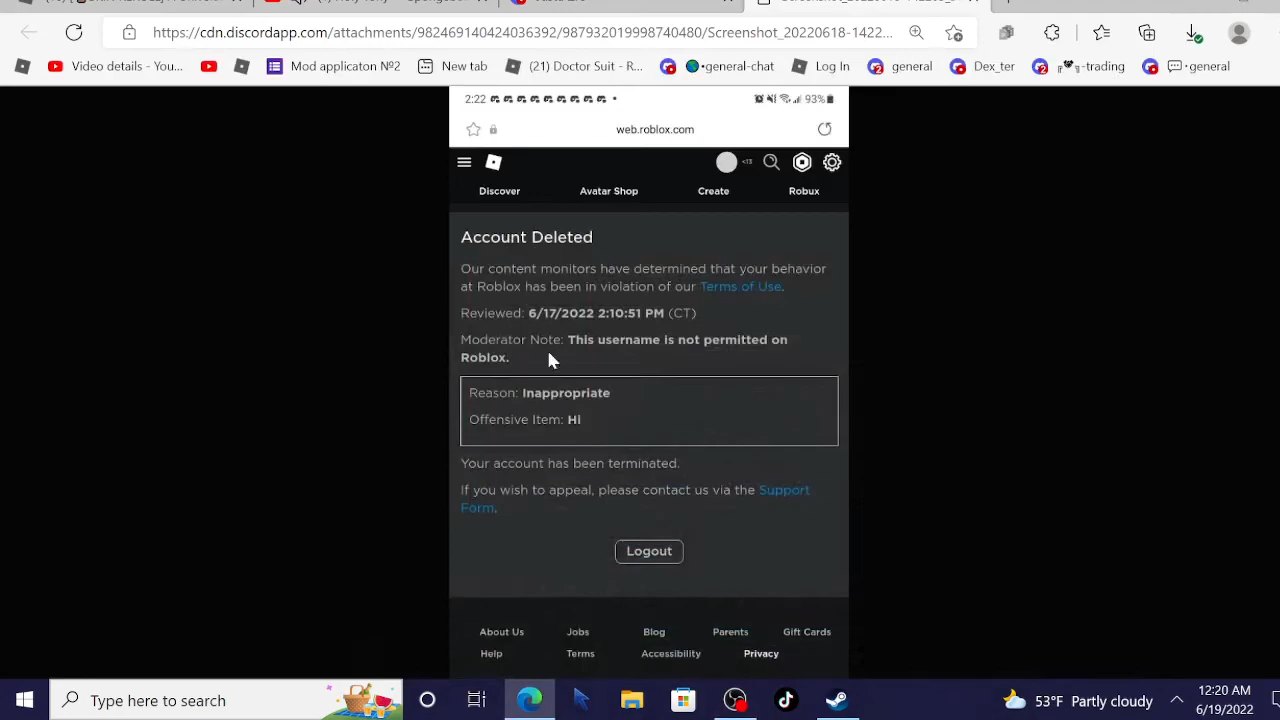 https://cdn.discordapp.com/attachments/982469140424036392/987932019998740480/Screenshot_20220618-1422...
Video details - You... Mod applicaton №2 New tab (21) Doctor Suit - R... •general-chat Log In general Dex_ter -trading •general
2:22 93%
web.roblox.com
<13
Discover Avatar Shop Create Robux
Account Deleted
Our content monitors have determined that your behavior
at Roblox has been in violation of our Terms of Use.
Reviewed: 6/17/2022 2:10:51 PM (CT)
Moderator Note: This username is not permitted on
Roblox.
Reason: Inappropriate
Offensive Item: Hi
Your account has been terminated.
If you wish to appeal, please contact us via the Support
Form.
Logout
About Us Jobs Blog Parents Gift Cards
Help Terms Accessibility Privacy
Type here to search 53°F Partly cloudy 12:20 AM
6/19/2022